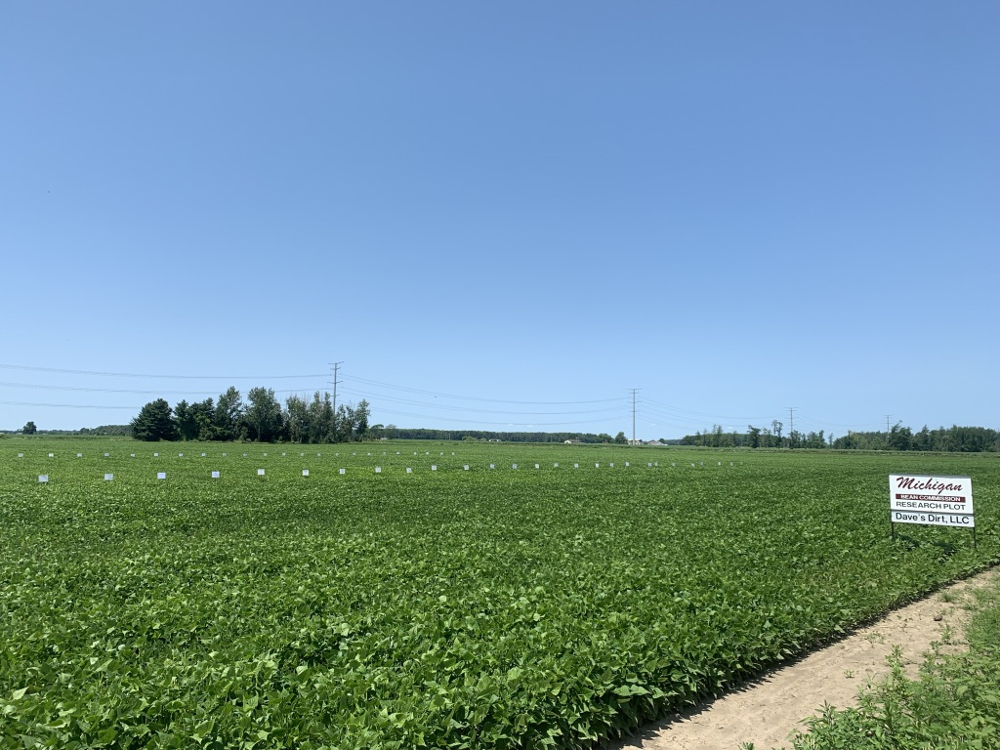 Michigan
BEAN COMMISSION
RESEARCH PLOT
Dave's Dirt, LLC